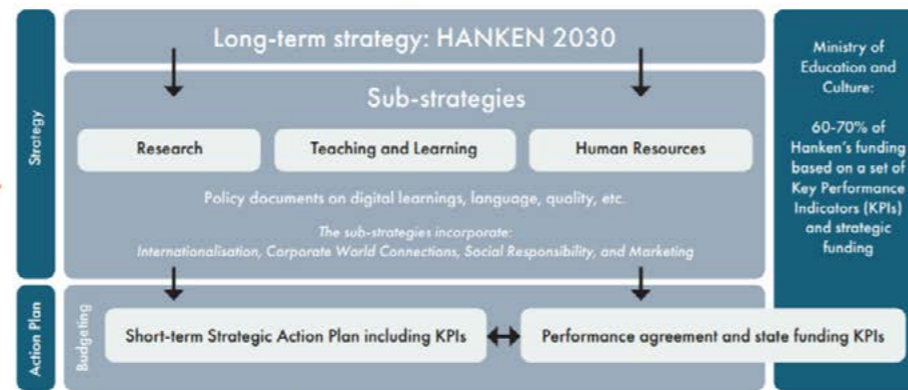 Long-term strategy: HANKEN 2030
Strategy
Sub-strategies
Research
Teaching and Learning
Human Resources
Policy documents on digital learnings, language, quality, etc.
The sub-strategies incorporate:
Internationalisation, Corporate World Connections, Social Responsibility, and Marketing
Action Plan
Budgeting
Short-term Strategic Action Plan including KPIs
Performance agreement and state funding KPIs
Ministry of
Education and
Culture:
60-70% of
Hanken's funding
based on a set of
Key Performance
Indicators (KPIs)
and strategic
funding